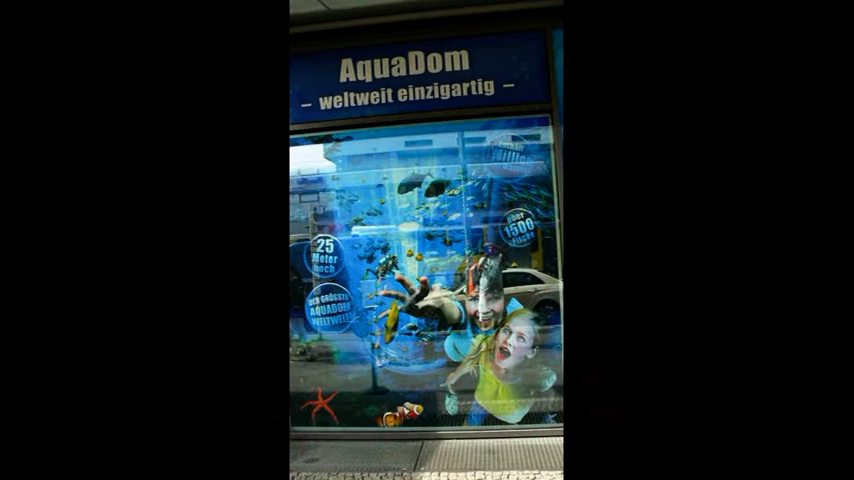 AquaDom
- weltweit einzigartig -
über
1500
Fische
25
Meter
hoch
DER GRÖSSTE
AQUADOM
WELTWEIT